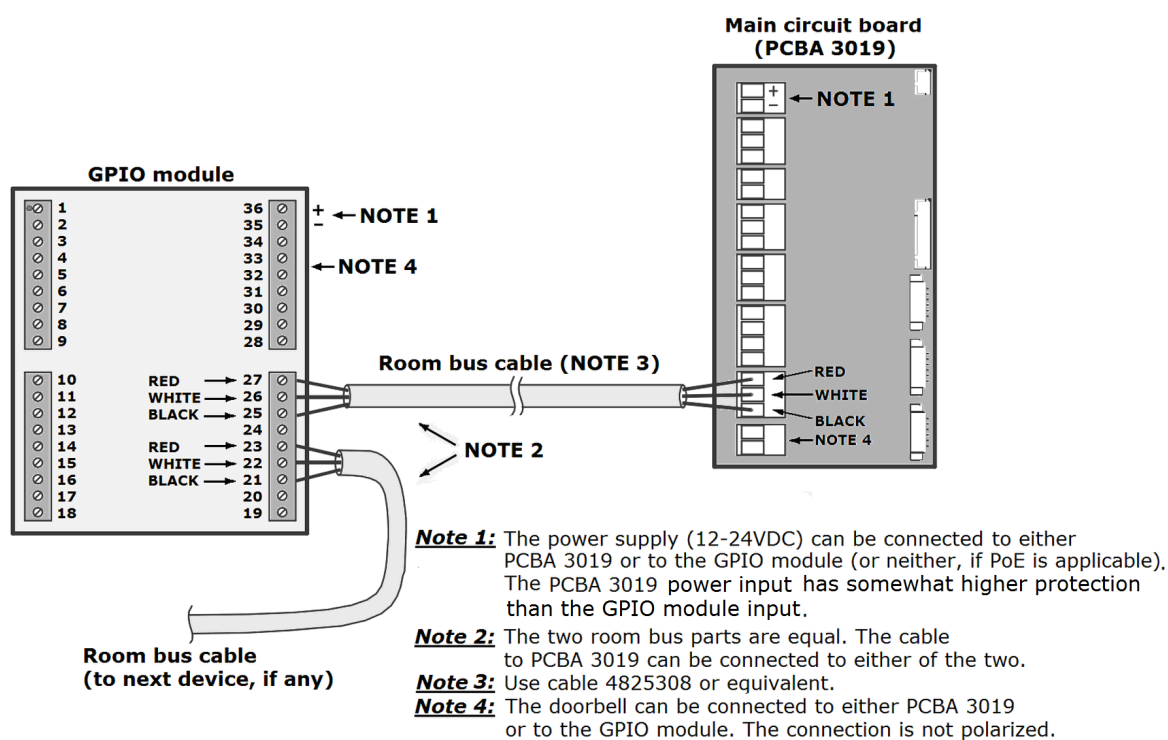 Main circuit board
(PCBA 3019)
+
−
NOTE 1
GPIO module
1
2
3
4
5
6
7
8
9
36
35
34
33
32
31
30
29
28
+
−
NOTE 1
NOTE 4
10
11
12
13
14
15
16
17
18
RED
27
WHITE
26
BLACK
25
24
RED
23
WHITE
22
BLACK
21
20
19
Room bus cable (NOTE 3)
NOTE 2
RED
WHITE
BLACK
NOTE 4
Room bus cable
(to next device, if any)
Note 1: The power supply (12-24VDC) can be connected to either
PCBA 3019 or to the GPIO module (or neither, if PoE is applicable).
The PCBA 3019 power input has somewhat higher protection
than the GPIO module input.
Note 2: The two room bus parts are equal. The cable
to PCBA 3019 can be connected to either of the two.
Note 3: Use cable 4825308 or equivalent.
Note 4: The doorbell can be connected to either PCBA 3019
or to the GPIO module. The connection is not polarized.